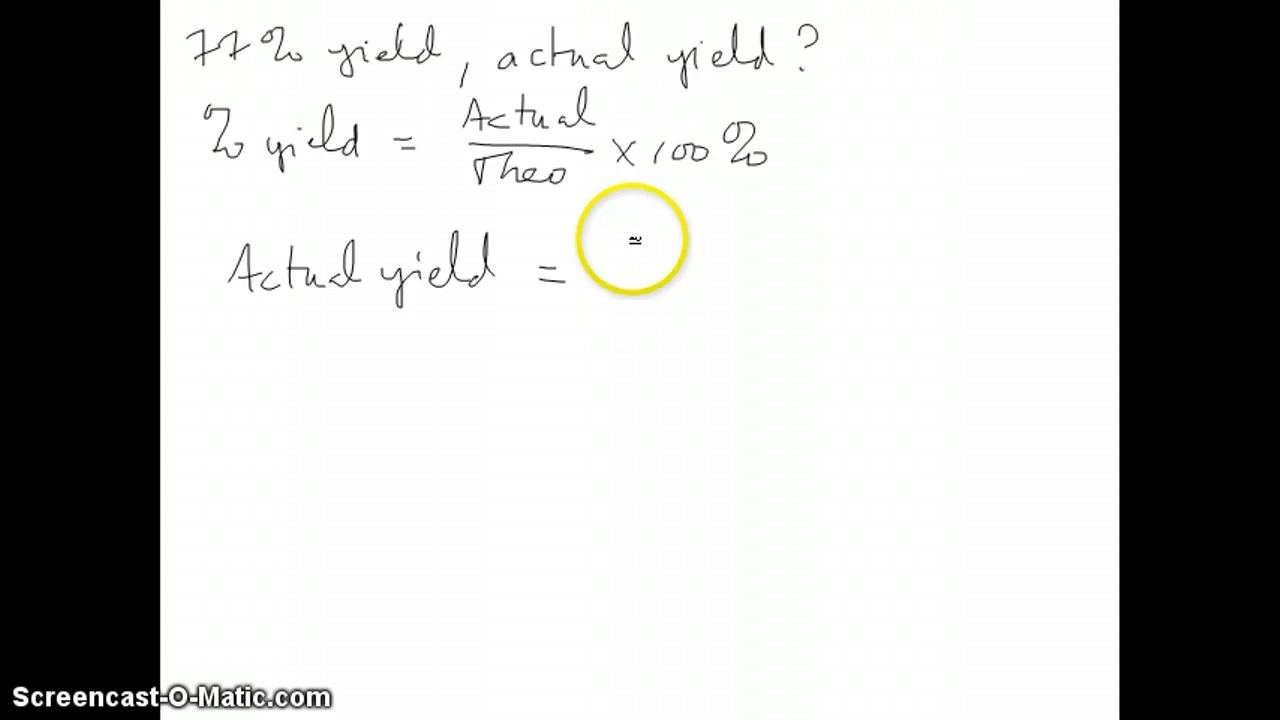 77% yield, actual yield?
% yield = Actual / Theo x 100%
Actual yield =
Screencast-O-Matic.com